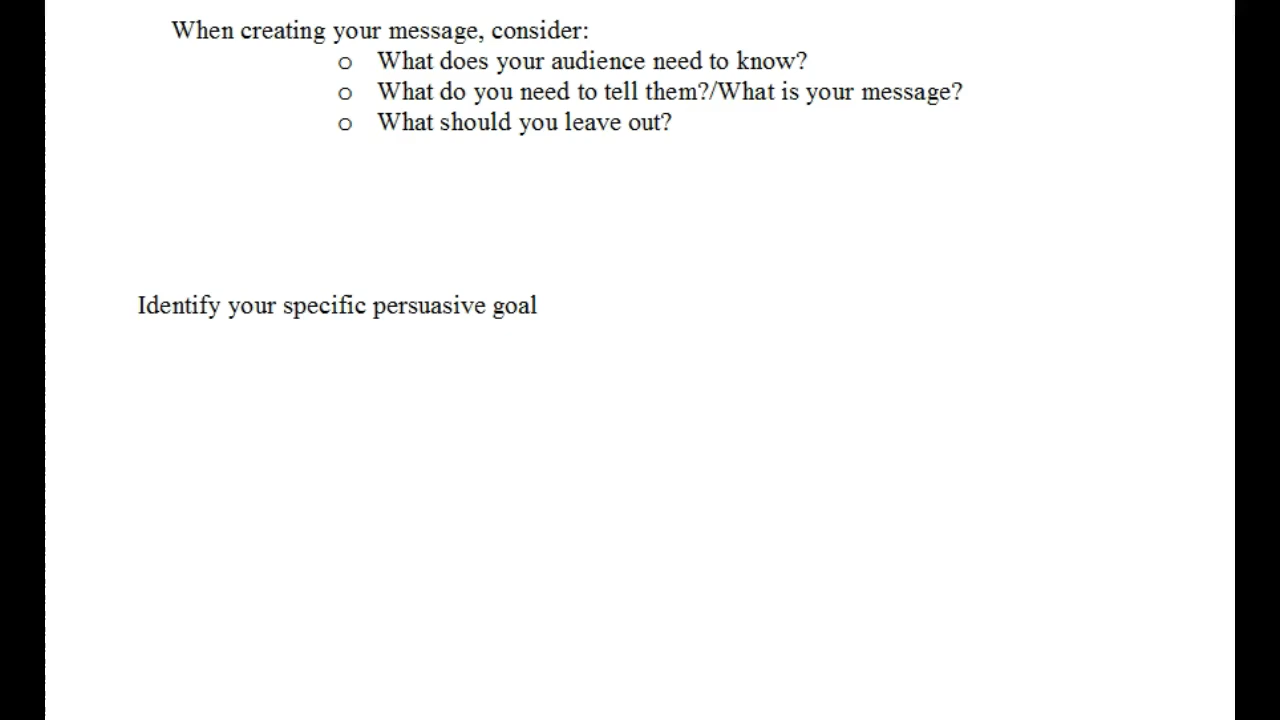 When creating your message, consider:
o What does your audience need to know?
o What do you need to tell them?/What is your message?
o What should you leave out?
Identify your specific persuasive goal